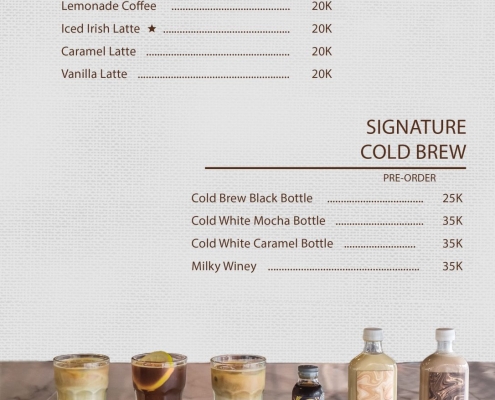 Lemonade Coffee ........................................ 20K
Iced Irish Latte ★ ........................................ 20K
Caramel Latte ........................................ 20K
Vanilla Latte ........................................ 20K
SIGNATURE
COLD BREW
PRE-ORDER
Cold Brew Black Bottle .............................. 25K
Cold White Mocha Bottle .............................. 35K
Cold White Caramel Bottle .............................. 35K
Milky Winey .............................. 35K